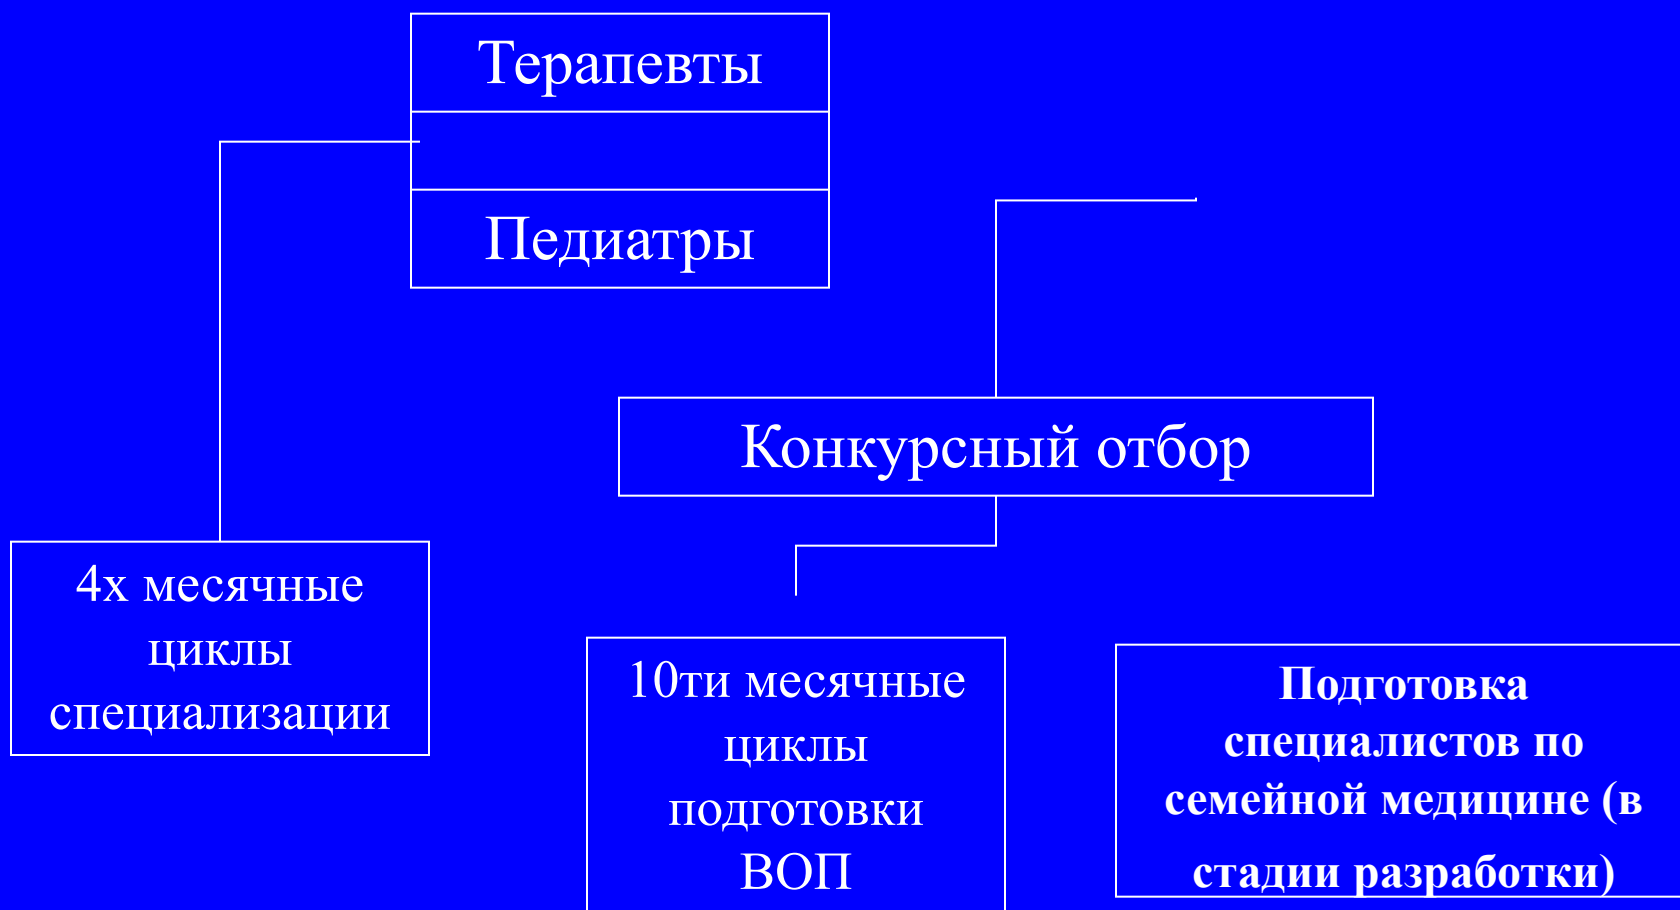 Терапевты
Педиатры
Конкурсный отбор
4х месячные
циклы
специализации
10ти месячные
циклы
подготовки
ВОП
Подготовка
специалистов по
семейной медицине (в
стадии разработки)